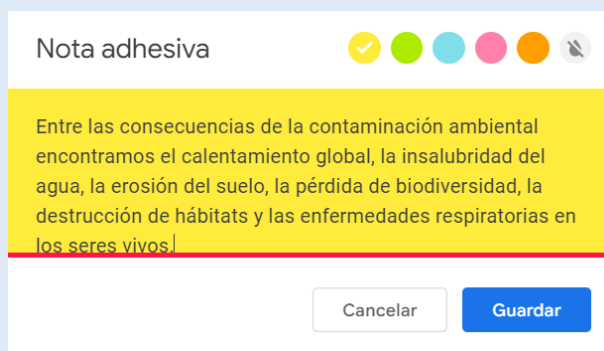 Nota adhesiva
Entre las consecuencias de la contaminación ambiental
encontramos el calentamiento global, la insalubridad del
agua, la erosión del suelo, la pérdida de biodiversidad, la
destrucción de hábitats y las enfermedades respiratorias en
los seres vivos.
Cancelar
Guardar